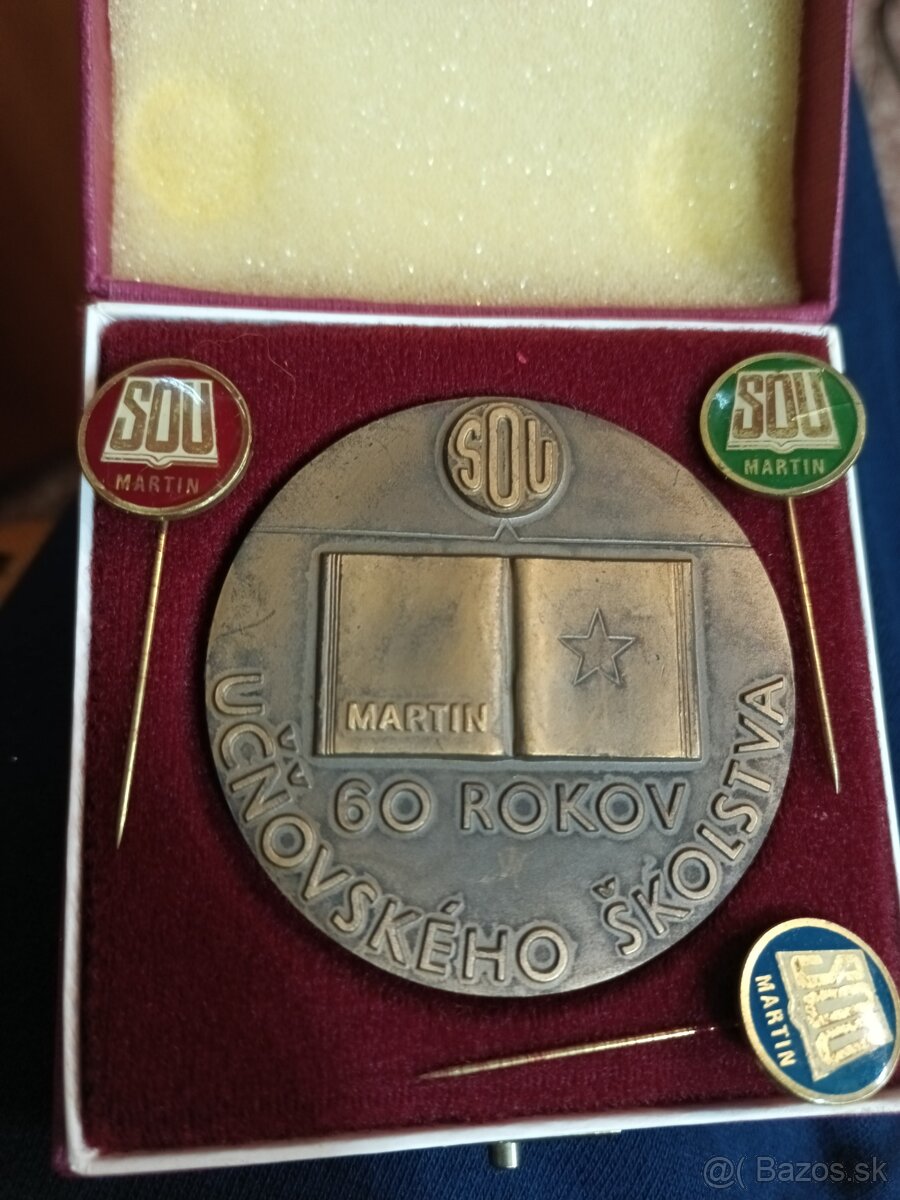 SOU
MARTIN
SOU
MARTIN
SOU
MARTIN
60 ROKOV
UČŇOVSKÉHO ŠKOLSTVA
SOU
MARTIN
@( Bazos.sk